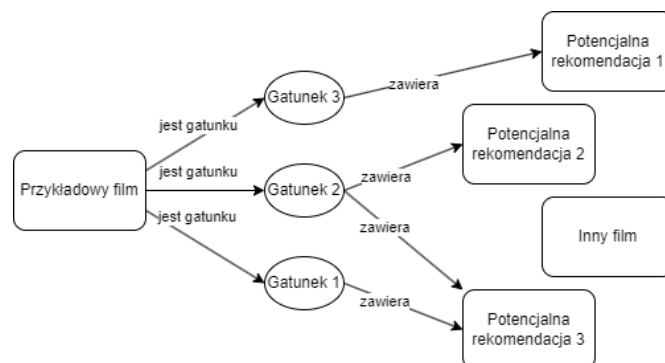 Potencjalna
rekomendacja 1
zawiera
Gatunek 3
jest gatunku
Potencjalna
rekomendacja 2
zawiera
jest gatunku
Przykładowy film
Gatunek 2
jest gatunku
zawiera
Inny film
Gatunek 1
zawiera
Potencjalna
rekomendacja 3